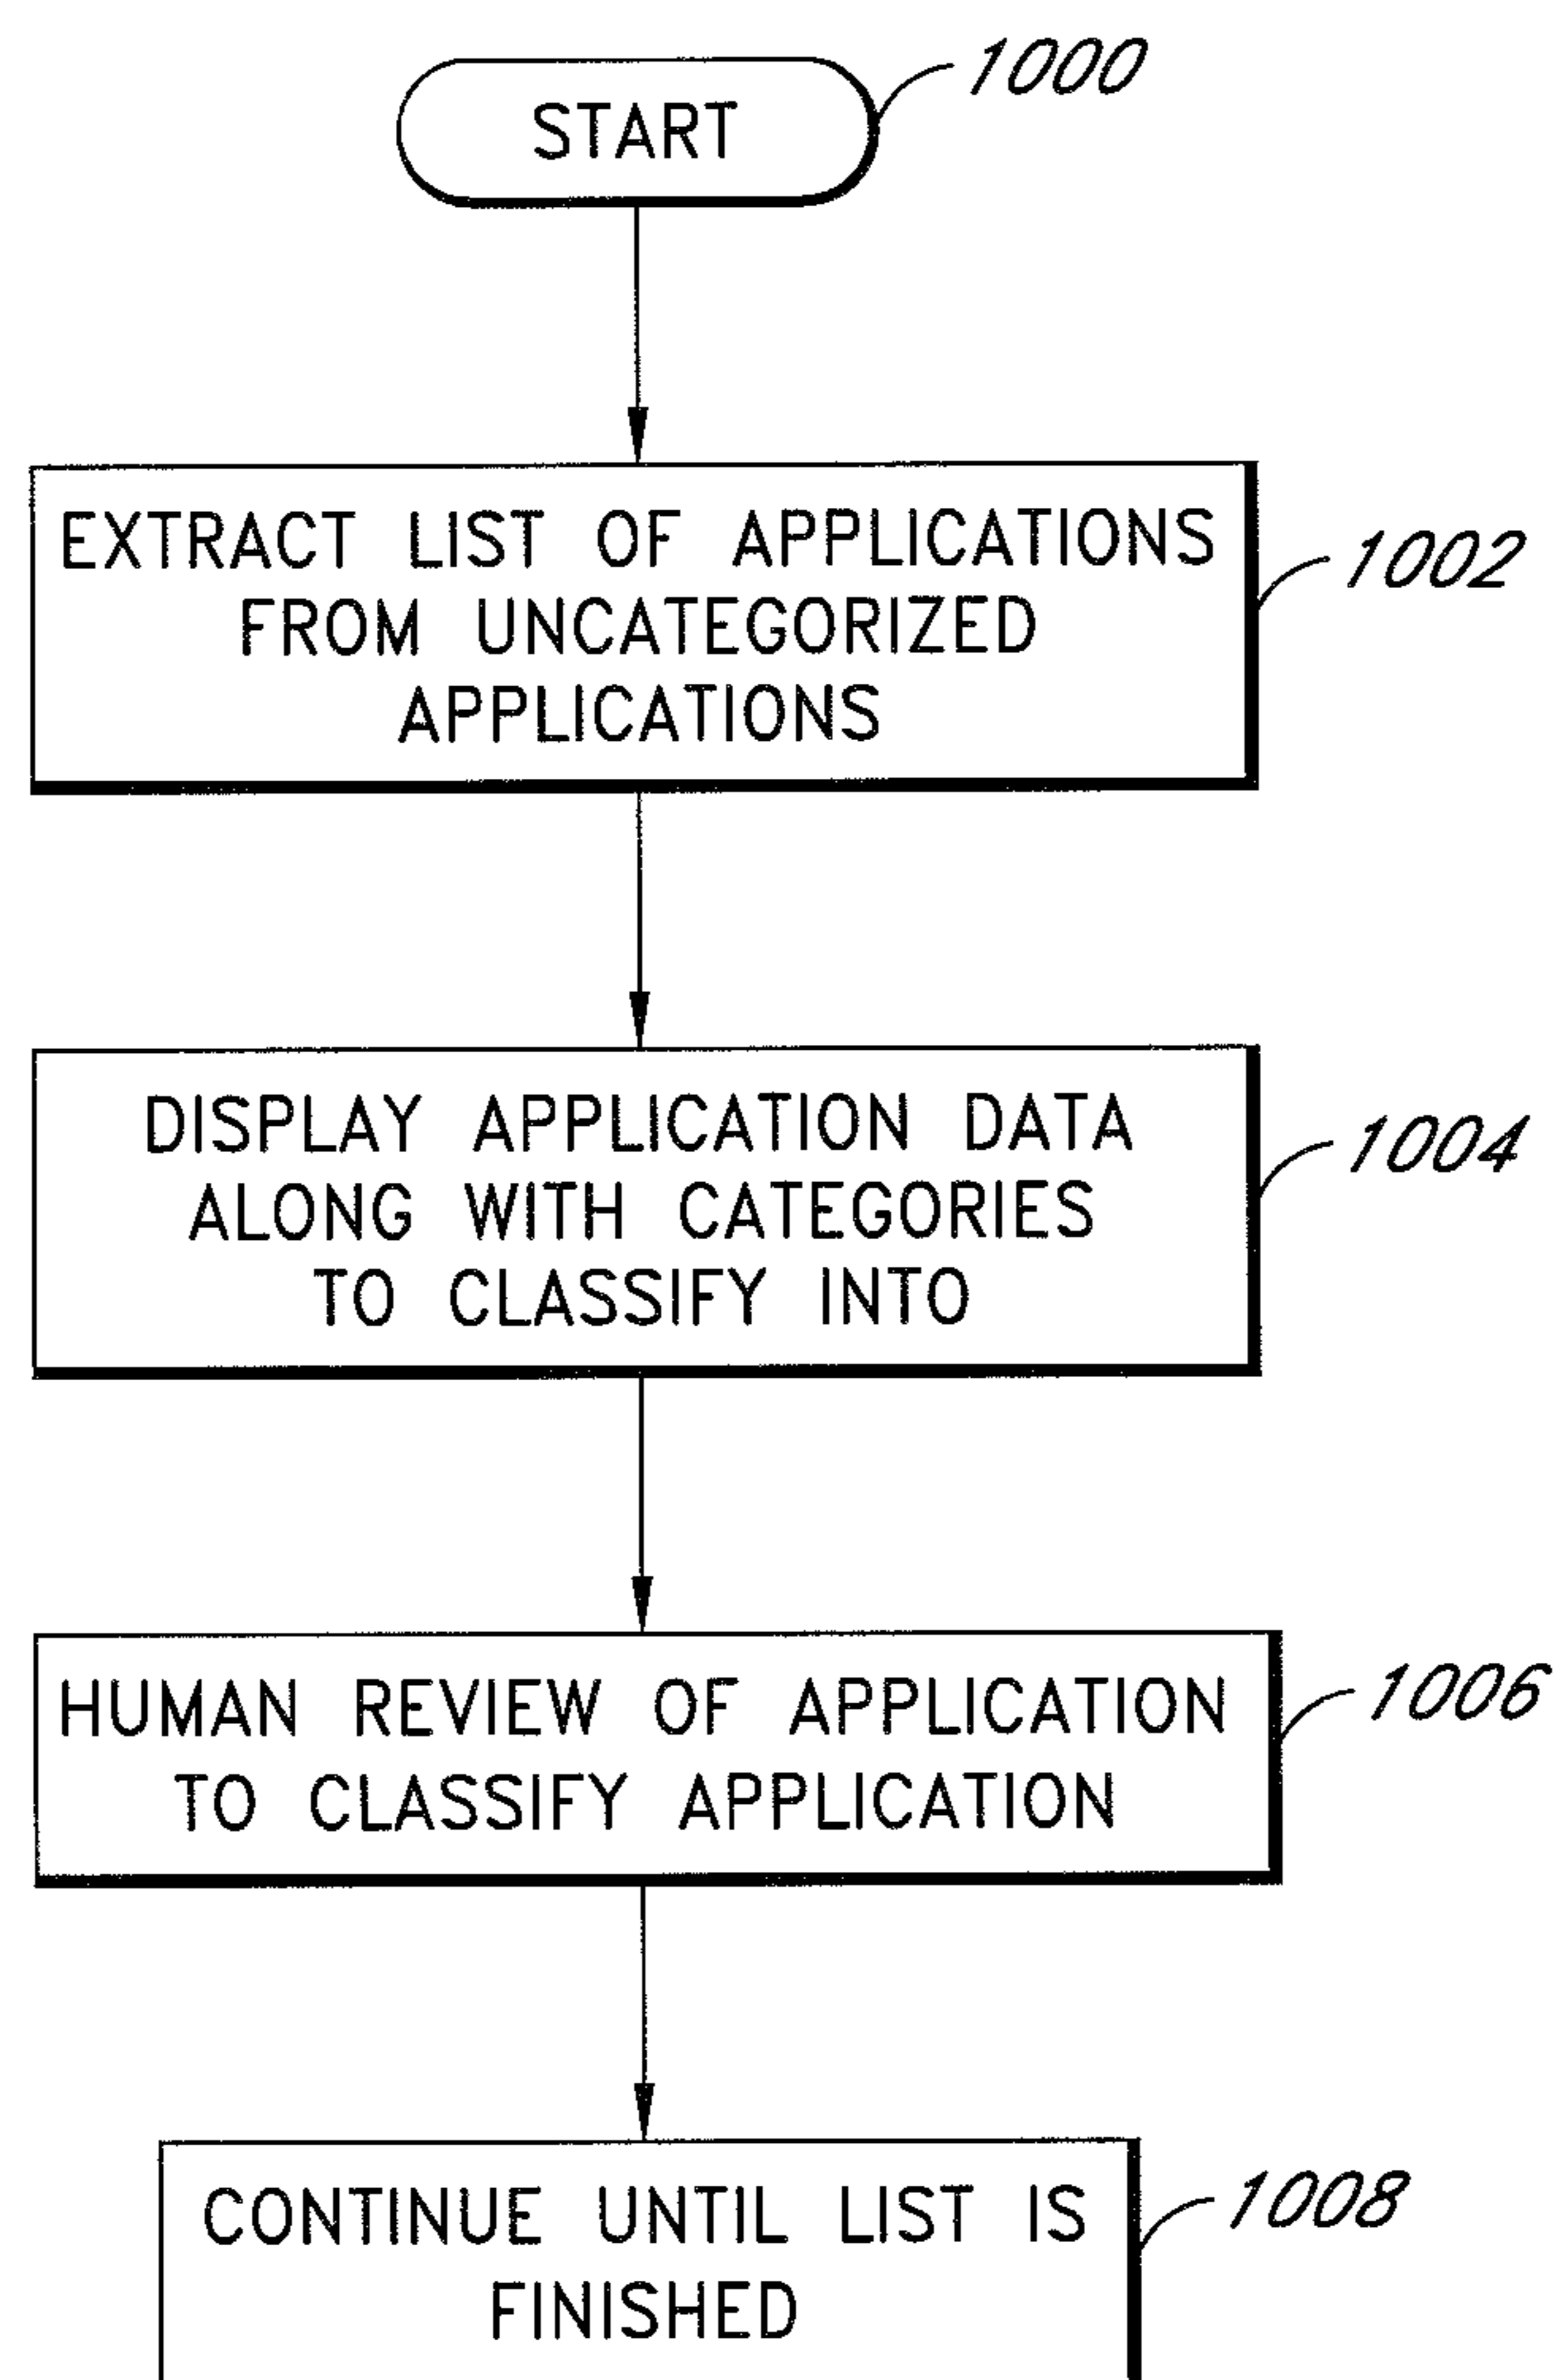 START
1000
EXTRACT LIST OF APPLICATIONS
FROM UNCATEGORIZED
APPLICATIONS
1002
DISPLAY APPLICATION DATA
ALONG WITH CATEGORIES
TO CLASSIFY INTO
1004
HUMAN REVIEW OF APPLICATION
TO CLASSIFY APPLICATION
1006
CONTINUE UNTIL LIST IS
FINISHED
1008